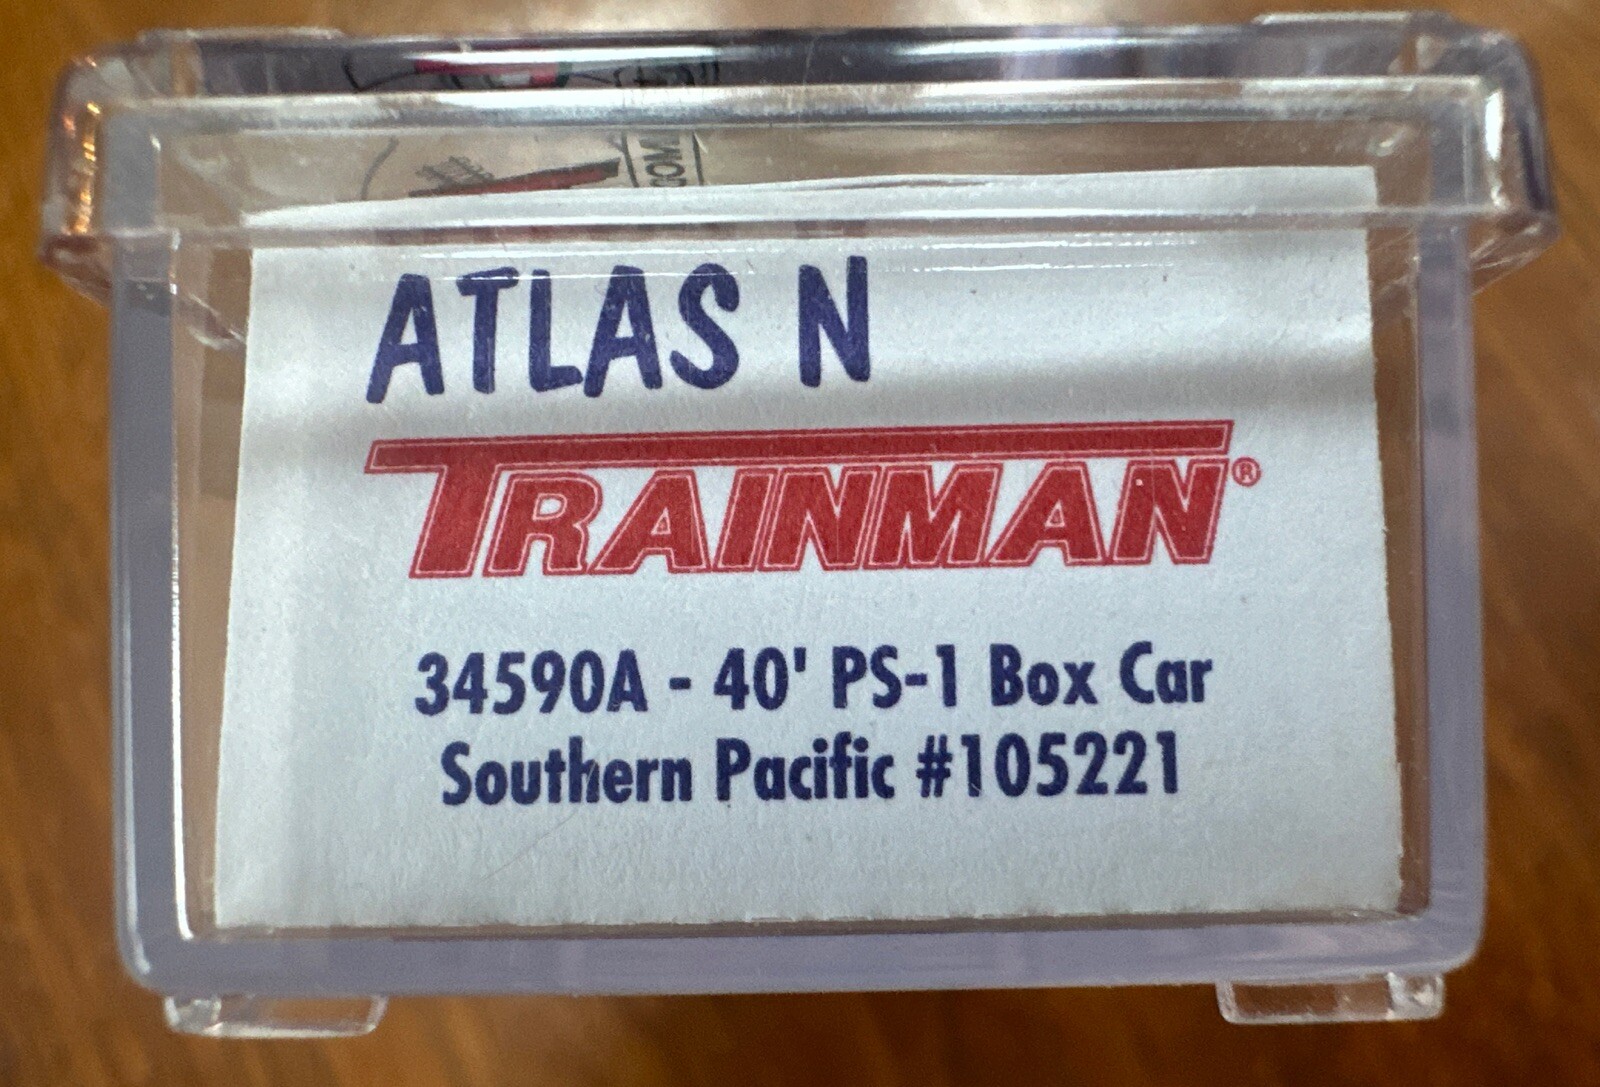 ATLAS N
TRAINMAN®
34590A - 40' PS-1 Box Car
Southern Pacific #105221